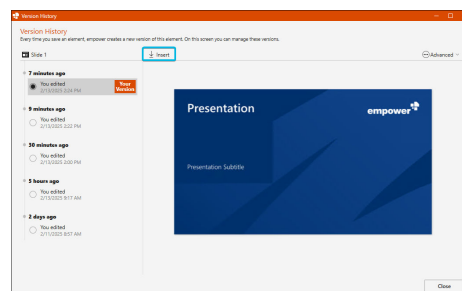 Version History
Version History
Every time you save an element, empower creates a new version of this element. On this screen you can manage these versions.
Slide 1
Insert
Advanced
7 minutes ago
You edited
2/13/2025 2:24 PM
Your
Version
9 minutes ago
You edited
2/13/2025 2:22 PM
30 minutes ago
You edited
2/13/2025 2:00 PM
5 hours ago
You edited
2/13/2025 9:17 AM
2 days ago
You edited
2/11/2025 8:57 AM
Presentation
empower
Presentation Subtitle
Close